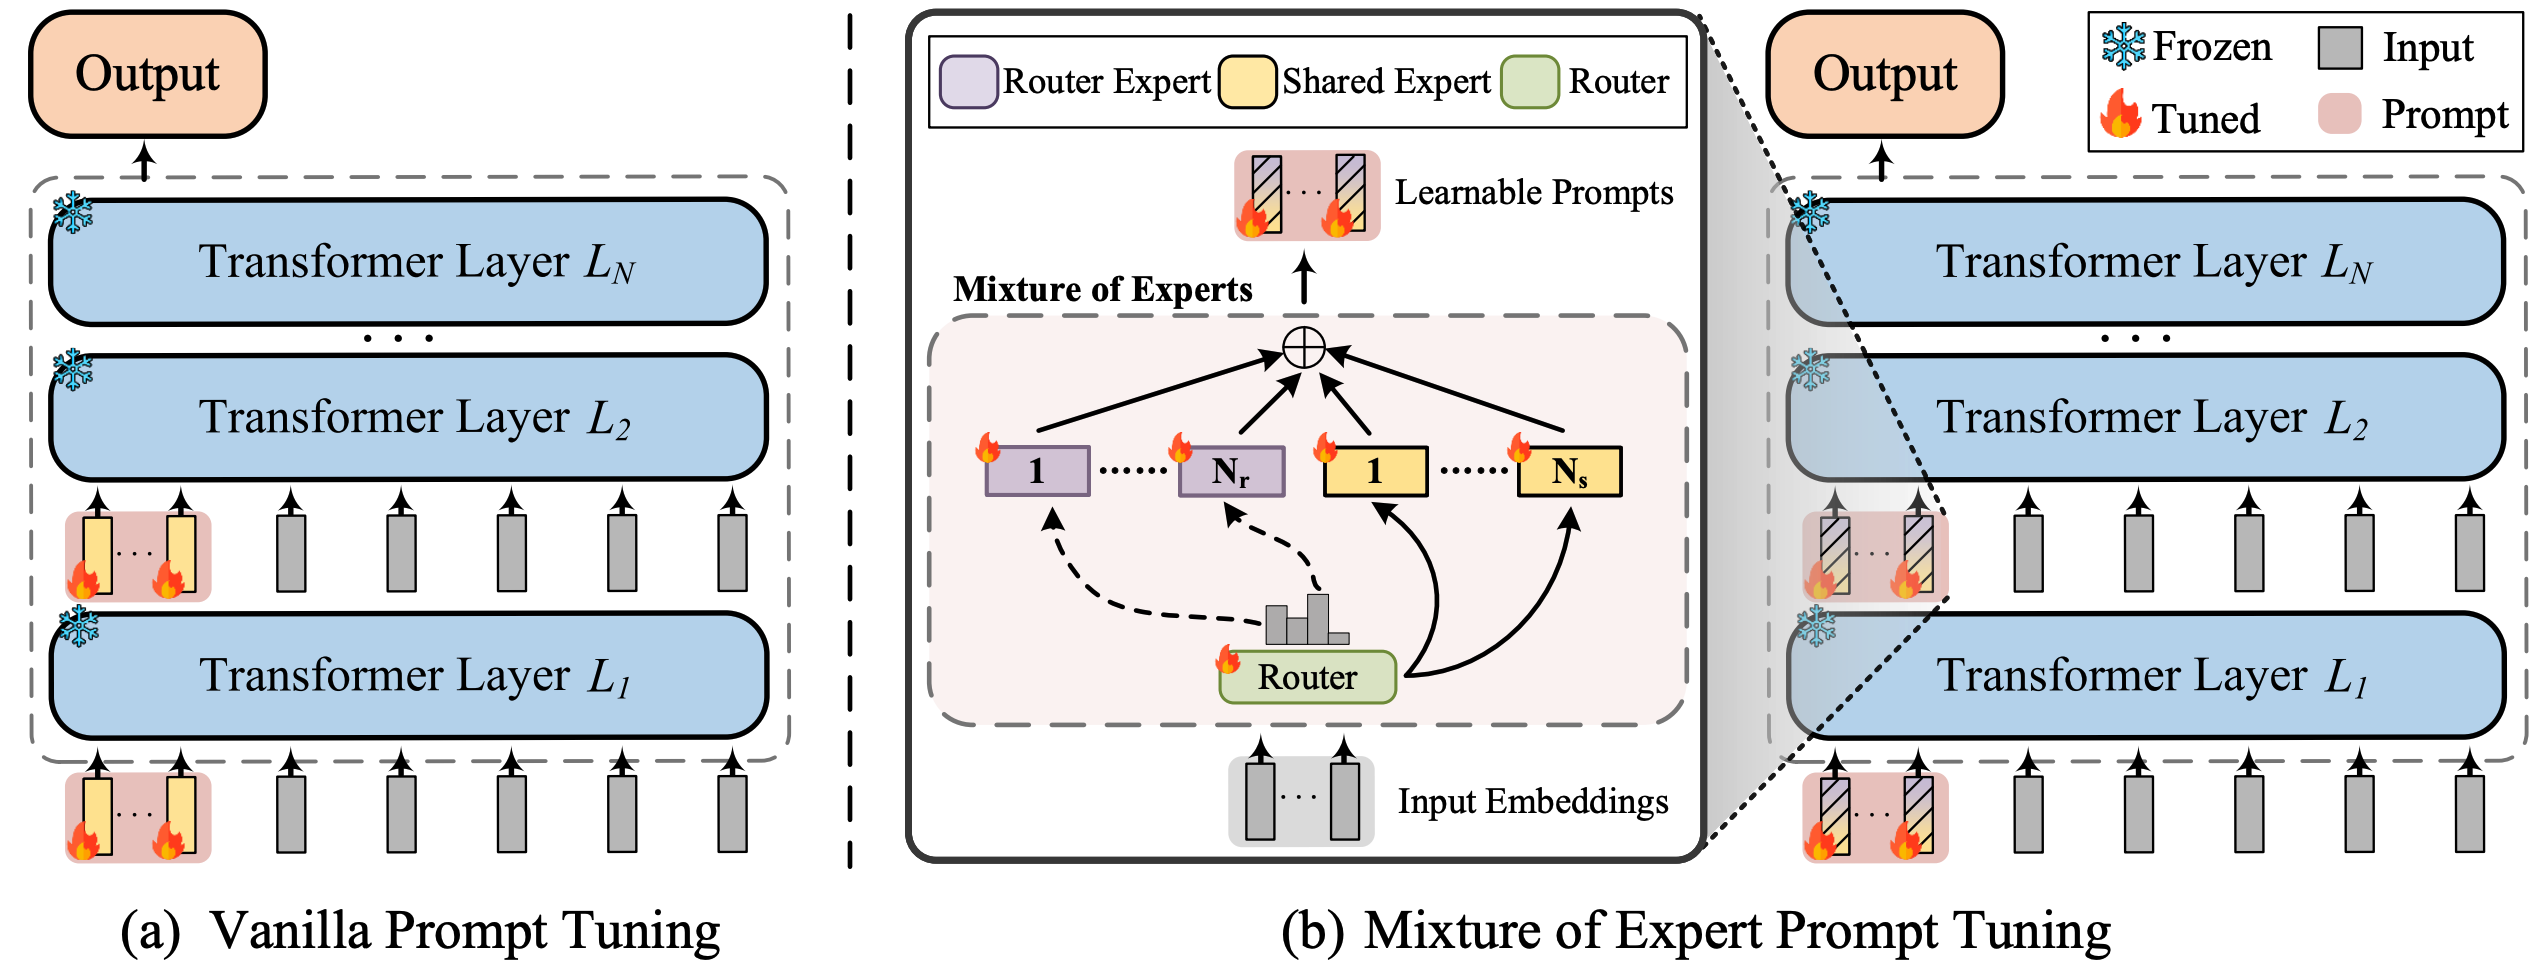 Output
Transformer Layer L_N
. . .
Transformer Layer L_2
. . .
Transformer Layer L_1
. . .
(a) Vanilla Prompt Tuning
Router Expert Shared Expert Router
. . . Learnable Prompts
Mixture of Experts
1 ...... N_r 1 ...... N_s
Router
. . . Input Embeddings
Output
Frozen Input
Tuned Prompt
Transformer Layer L_N
. . .
Transformer Layer L_2
. . .
Transformer Layer L_1
. . .
(b) Mixture of Expert Prompt Tuning